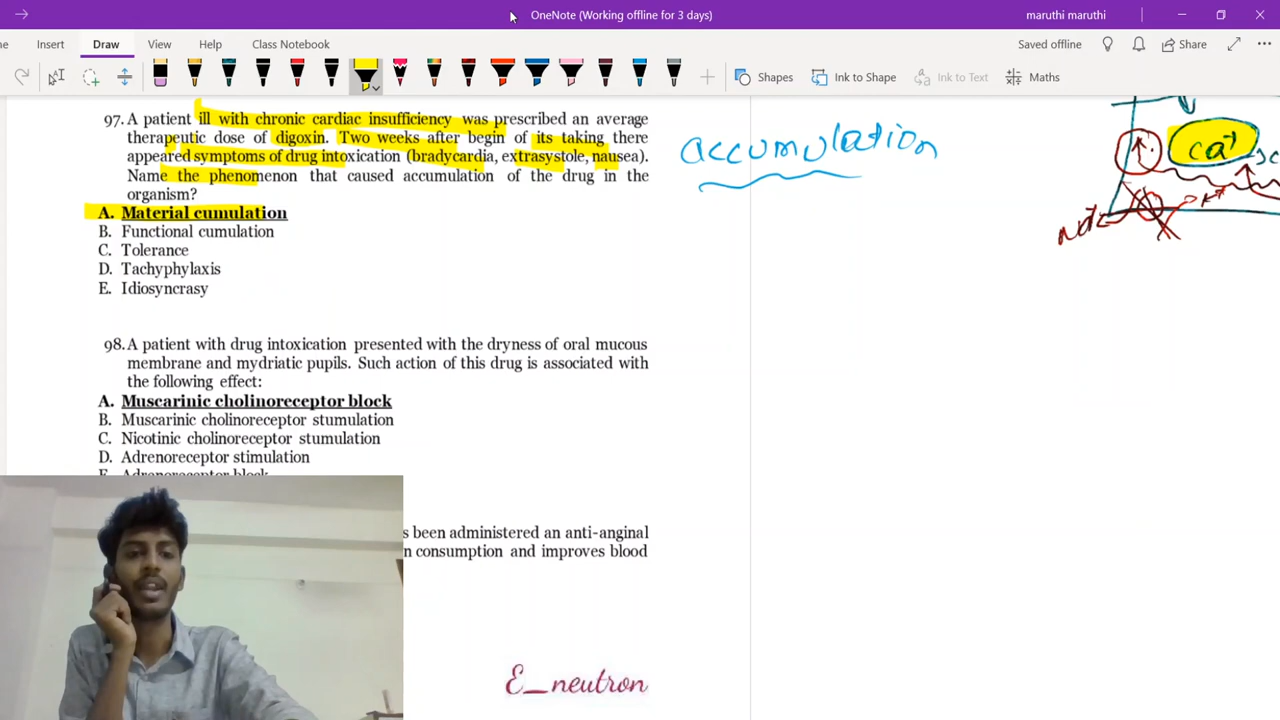 OneNote (Working offline for 3 days)
maruthi maruthi
Insert
Draw
View
Help
Class Notebook
Saved offline
Share
Shapes
Ink to Shape
Ink to Text
Maths
97. A patient ill with chronic cardiac insufficiency was prescribed an average
therapeutic dose of digoxin. Two weeks after begin of its taking there
appeared symptoms of drug intoxication (bradycardia, extrasystole, nausea).
Name the phenomenon that caused accumulation of the drug in the
organism?
A. Material cumulation
B. Functional cumulation
C. Tolerance
D. Tachyphylaxis
E. Idiosyncrasy
accumulation
98. A patient with drug intoxication presented with the dryness of oral mucous
membrane and mydriatic pupils. Such action of this drug is associated with
the following effect:
A. Muscarinic cholinoreceptor block
B. Muscarinic cholinoreceptor stumulation
C. Nicotinic cholinoreceptor stumulation
D. Adrenoreceptor stimulation
E. Adrenoreceptor block
s been administered an anti-anginal
n consumption and improves blood
E_neutron